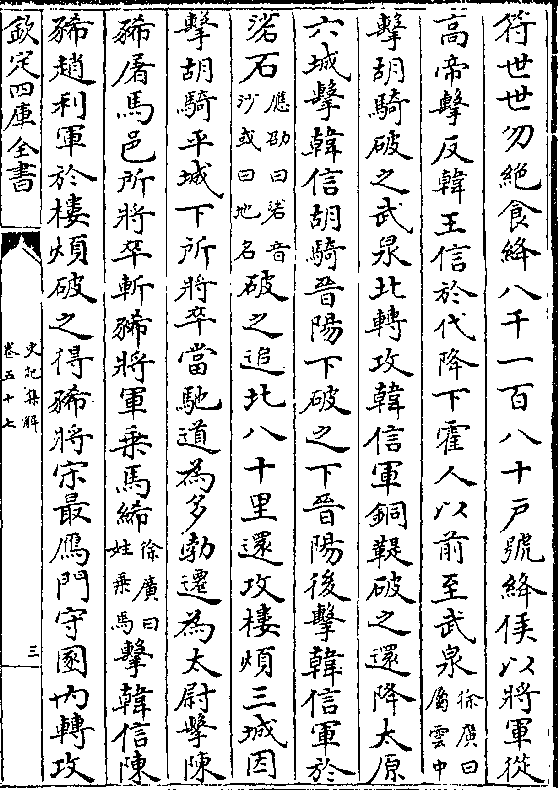 符世世勿絶食絳八千一百八十戸號絳侯以將軍從
高帝擊反韓王信於代降下霍人以前至武泉徐廣曰屬雲中
擊胡騎破之武泉北轉攻韓信軍銅鞮破之還降太原
六城擊韓信胡騎晉陽下破之下晉陽後擊韓信軍於
硰石應劭曰硰音沙或曰地名破之追北八十里還攻樓煩三城因
擊胡騎平城下所將卒當馳道為多勃遷為太尉擊陳
豨屠馬邑所將卒斬豨將軍乗馬絺徐廣曰姓乗馬擊韓信陳
豨趙利軍於樓煩破之得豨將宋最鴈門守圂内轉攻
欽定四庫全書
史記集解
卷五十七
三